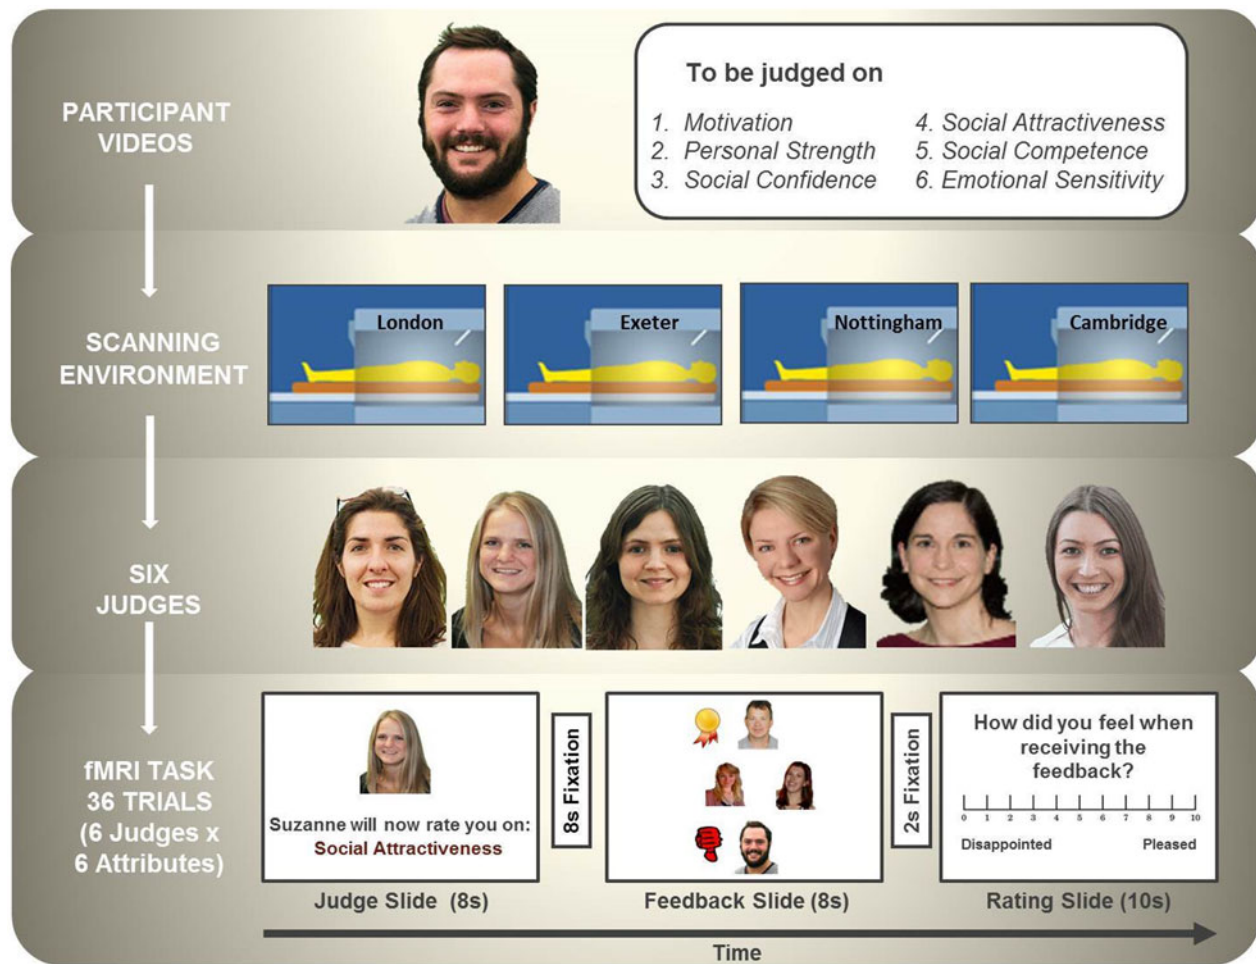 PARTICIPANT
VIDEOS
To be judged on
1. Motivation
2. Personal Strength
3. Social Confidence
4. Social Attractiveness
5. Social Competence
6. Emotional Sensitivity
SCANNING
ENVIRONMENT
London
Exeter
Nottingham
Cambridge
SIX
JUDGES
fMRI TASK
36 TRIALS
(6 Judges x
6 Attributes)
Suzanne will now rate you on:
Social Attractiveness
Judge Slide (8s)
8s Fixation
Feedback Slide (8s)
2s Fixation
How did you feel when
receiving the
feedback?
0 1 2 3 4 5 6 7 8 9 10
Disappointed Pleased
Rating Slide (10s)
Time